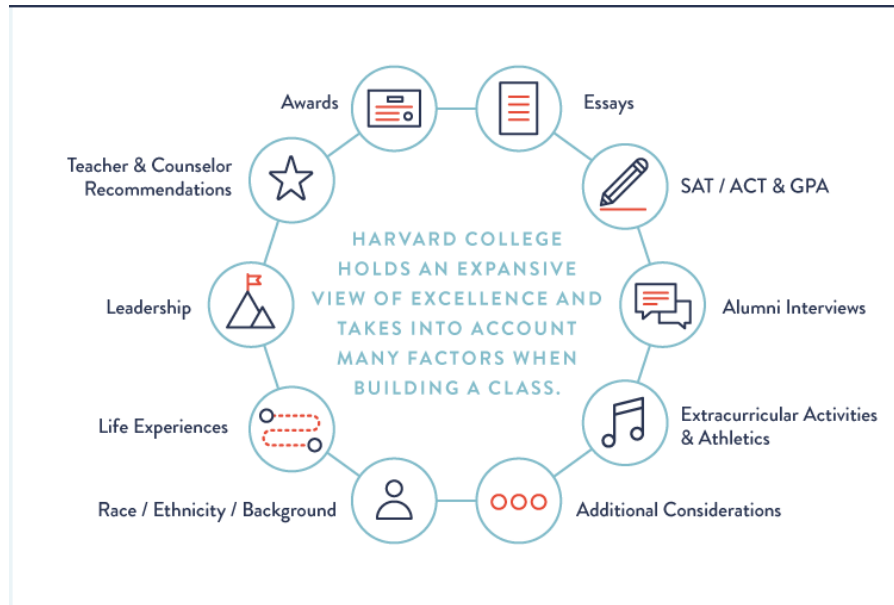 Awards
Essays
Teacher & Counselor
Recommendations
SAT / ACT & GPA
HARVARD COLLEGE
HOLDS AN EXPANSIVE
VIEW OF EXCELLENCE AND
TAKES INTO ACCOUNT
MANY FACTORS WHEN
BUILDING A CLASS.
Leadership
Alumni Interviews
Life Experiences
Extracurricular Activities
& Athletics
Race / Ethnicity / Background
Additional Considerations